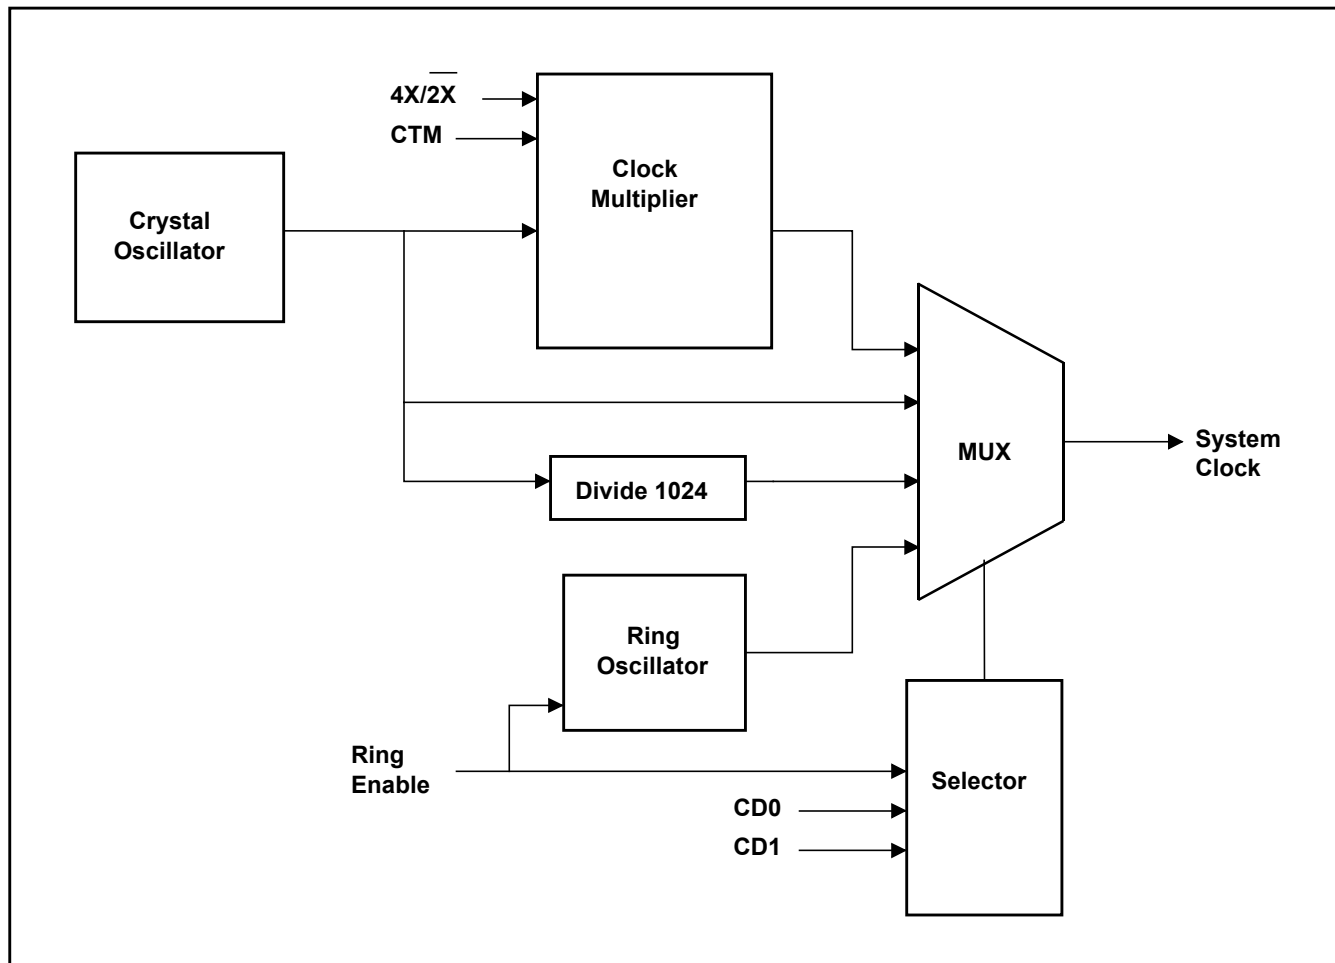 4X/2X
CTM
Clock
Multiplier
Crystal
Oscillator
MUX
System
Clock
Divide 1024
Ring
Oscillator
Ring
Enable
Selector
CD0
CD1